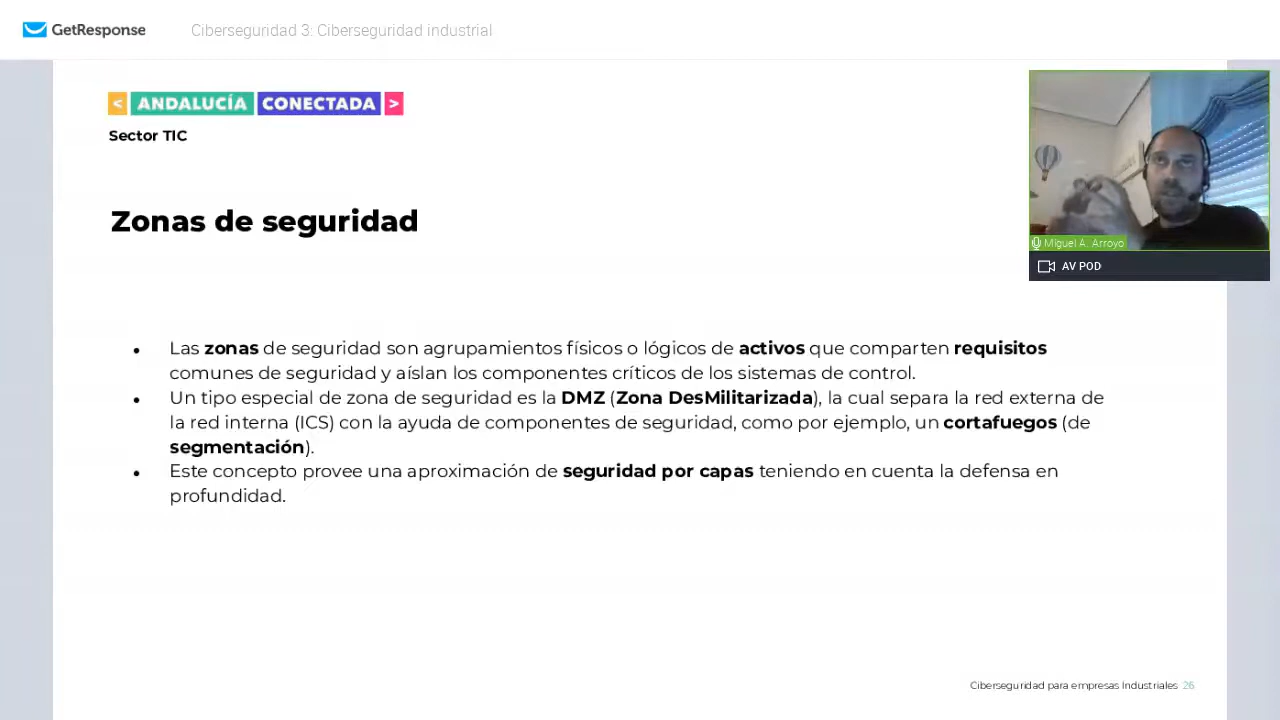 GetResponse Ciberseguridad 3: Ciberseguridad industrial
< ANDALUCÍA CONECTADA >
Sector TIC
Miguel A. Arroyo
AV POD
Zonas de seguridad
• Las zonas de seguridad son agrupamientos físicos o lógicos de activos que comparten requisitos
comunes de seguridad y aíslan los componentes críticos de los sistemas de control.
• Un tipo especial de zona de seguridad es la DMZ (Zona DesMilitarizada), la cual separa la red externa de
la red interna (ICS) con la ayuda de componentes de seguridad, como por ejemplo, un cortafuegos (de
segmentación).
• Este concepto provee una aproximación de seguridad por capas teniendo en cuenta la defensa en
profundidad.
Ciberseguridad para empresas Industriales 26